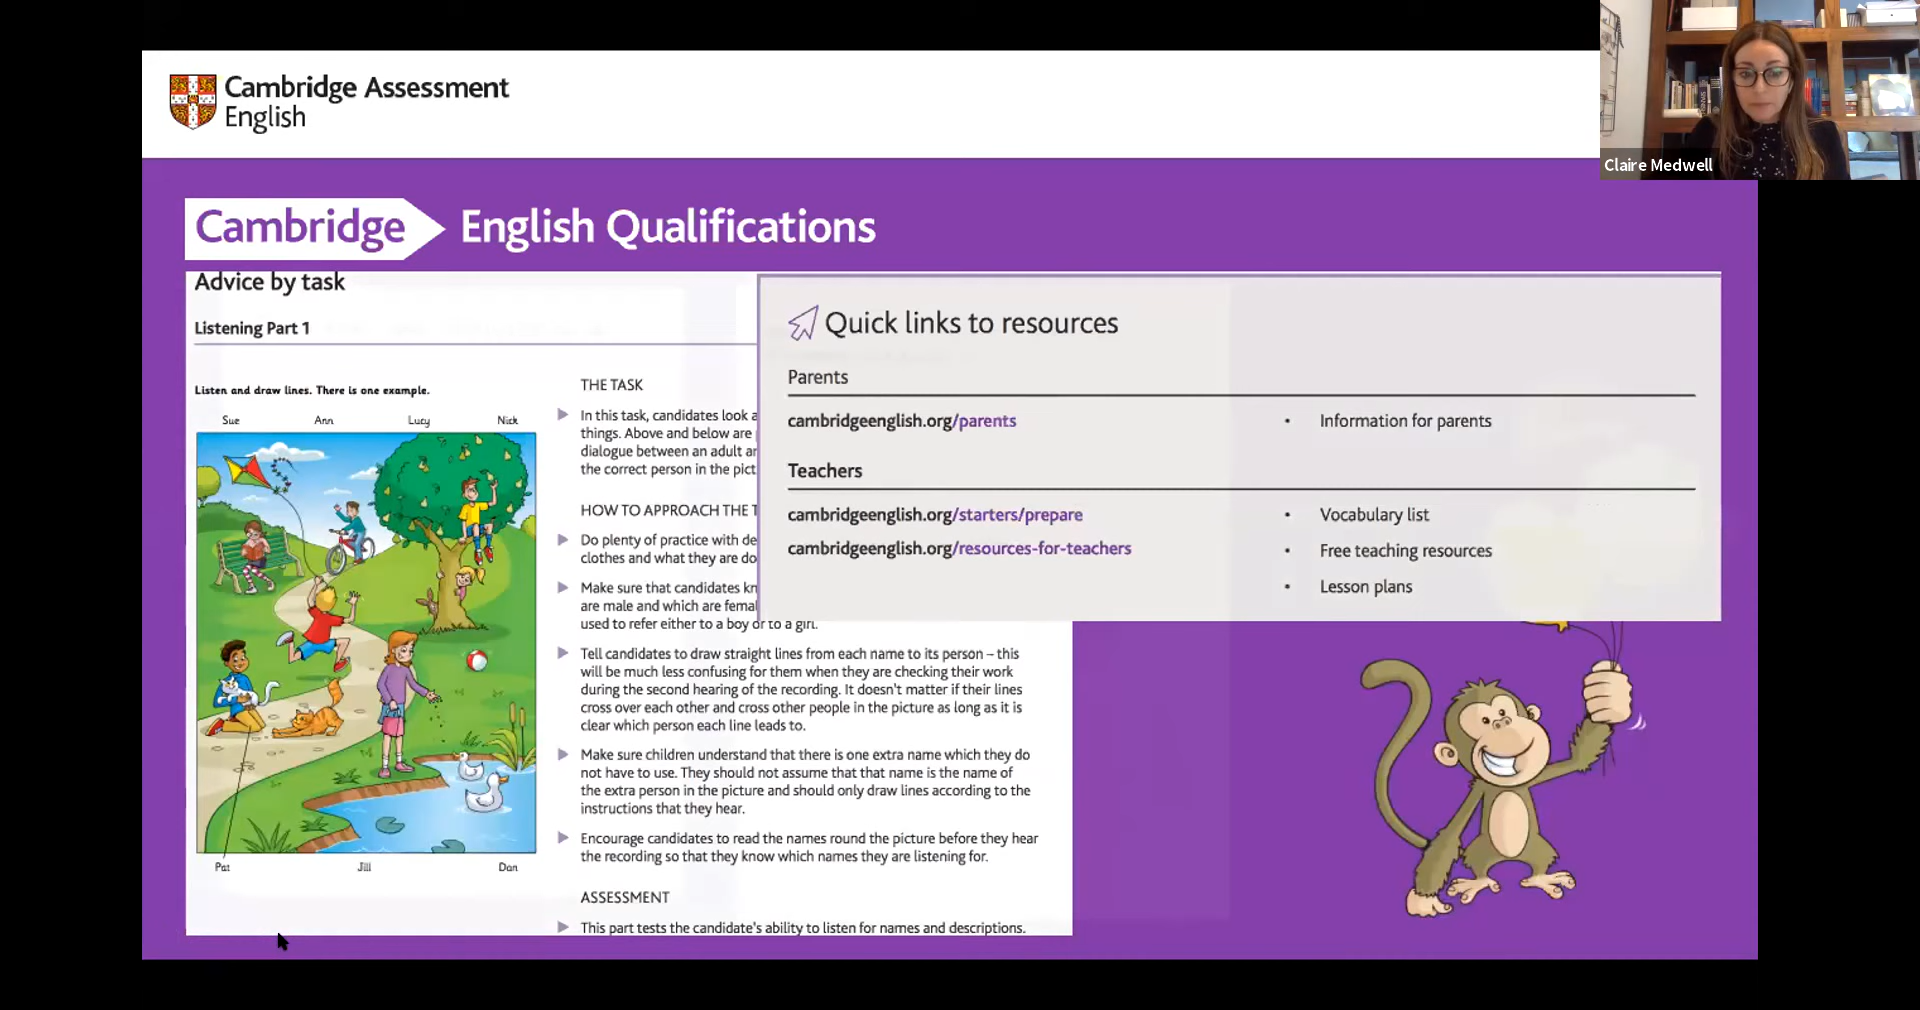 Cambridge Assessment
English
Claire Medwell
Cambridge English Qualifications
Advice by task
Listening Part 1
Listen and draw lines. There is one example.
Sue Ann Lucy Nick
Pat Jill Dan
THE TASK
In this task, candidates look a
things. Above and below are
dialogue between an adult an
the correct person in the pict
HOW TO APPROACH THE T
Do plenty of practice with de
clothes and what they are do
Make sure that candidates kn
are male and which are femal
used to refer either to a boy or to a girl.
Tell candidates to draw straight lines from each name to its person – this
will be much less confusing for them when they are checking their work
during the second hearing of the recording. It doesn't matter if their lines
cross over each other and cross other people in the picture as long as it is
clear which person each line leads to.
Make sure children understand that there is one extra name which they do
not have to use. They should not assume that that name is the name of
the extra person in the picture and should only draw lines according to the
instructions that they hear.
Encourage candidates to read the names round the picture before they hear
the recording so that they know which names they are listening for.
ASSESSMENT
This part tests the candidate's ability to listen for names and descriptions.
Quick links to resources
Parents
cambridgeenglish.org/parents
• Information for parents
Teachers
cambridgeenglish.org/starters/prepare
cambridgeenglish.org/resources-for-teachers
• Vocabulary list
• Free teaching resources
• Lesson plans